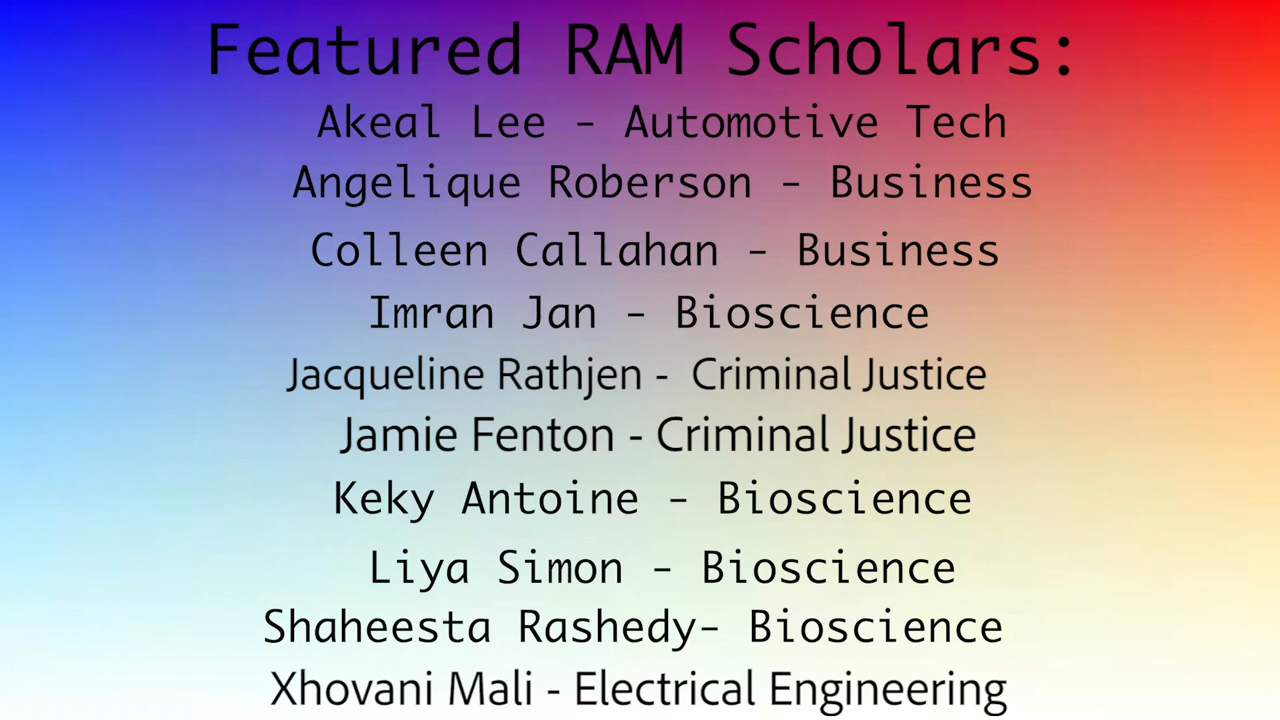 Featured RAM Scholars:
Akeal Lee - Automotive Tech
Angelique Roberson - Business
Colleen Callahan - Business
Imran Jan - Bioscience
Jacqueline Rathjen - Criminal Justice
Jamie Fenton - Criminal Justice
Keky Antoine - Bioscience
Liya Simon - Bioscience
Shaheesta Rashedy- Bioscience
Xhovani Mali - Electrical Engineering